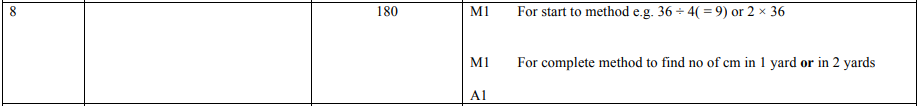 8 180 M1 For start to method e.g. 36 ÷ 4( = 9) or 2 × 36
M1 For complete method to find no of cm in 1 yard or in 2 yards
A1